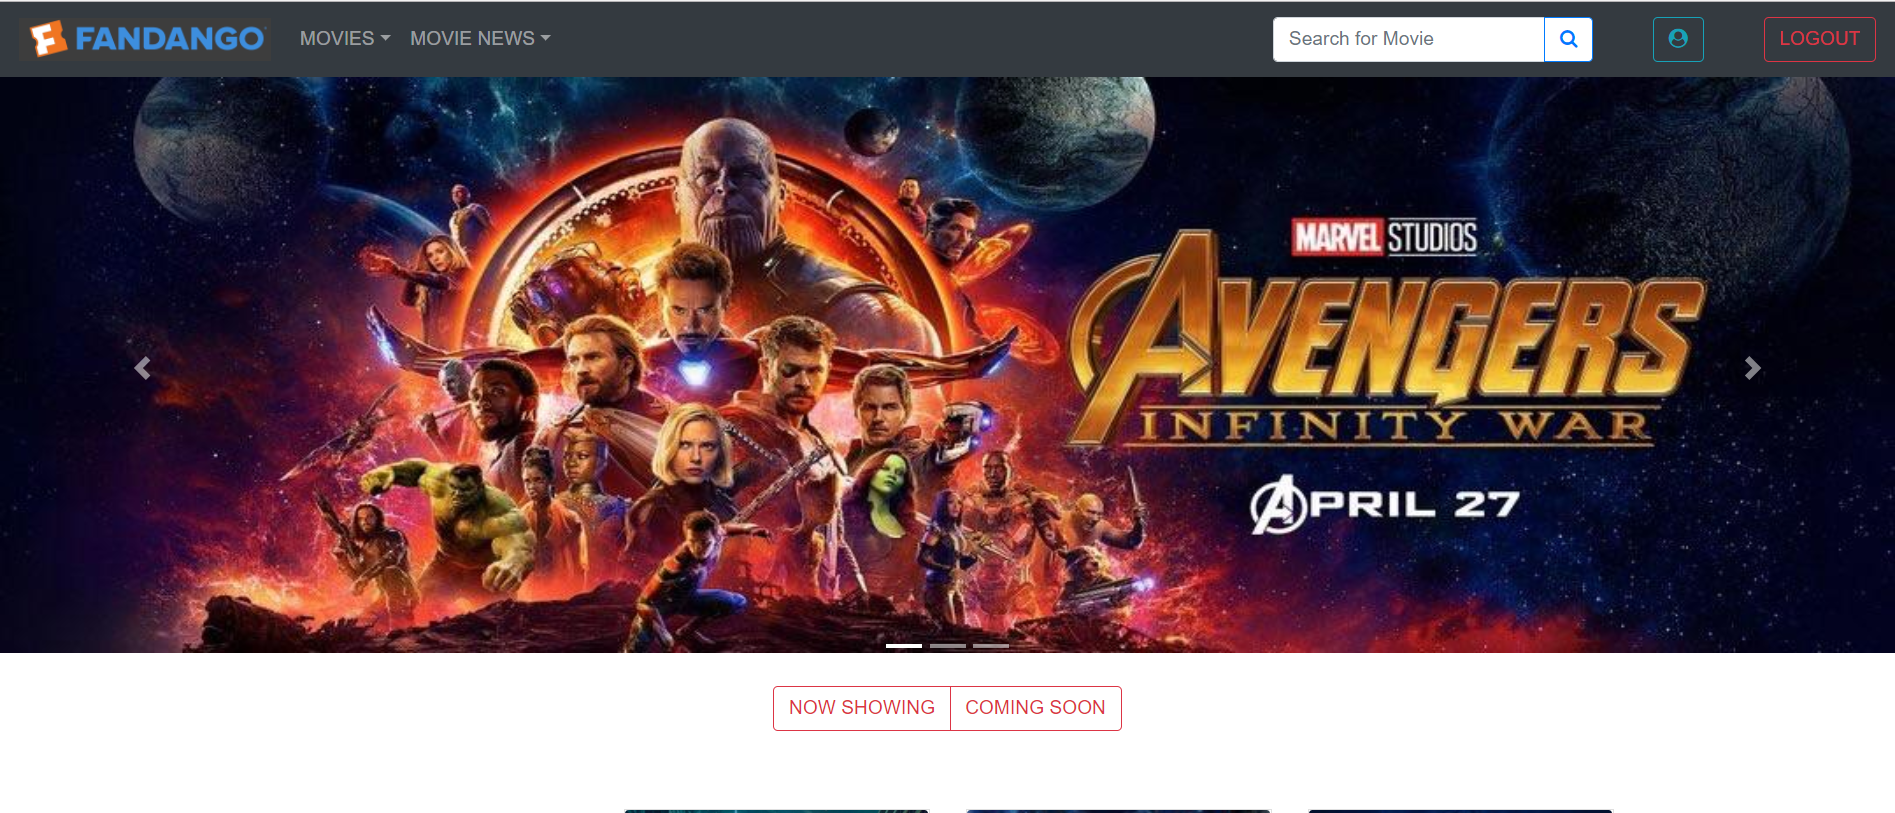 FANDANGO MOVIES MOVIE NEWS Search for Movie LOGOUT
MARVEL STUDIOS
AVENGERS
INFINITY WAR
APRIL 27
NOW SHOWING COMING SOON